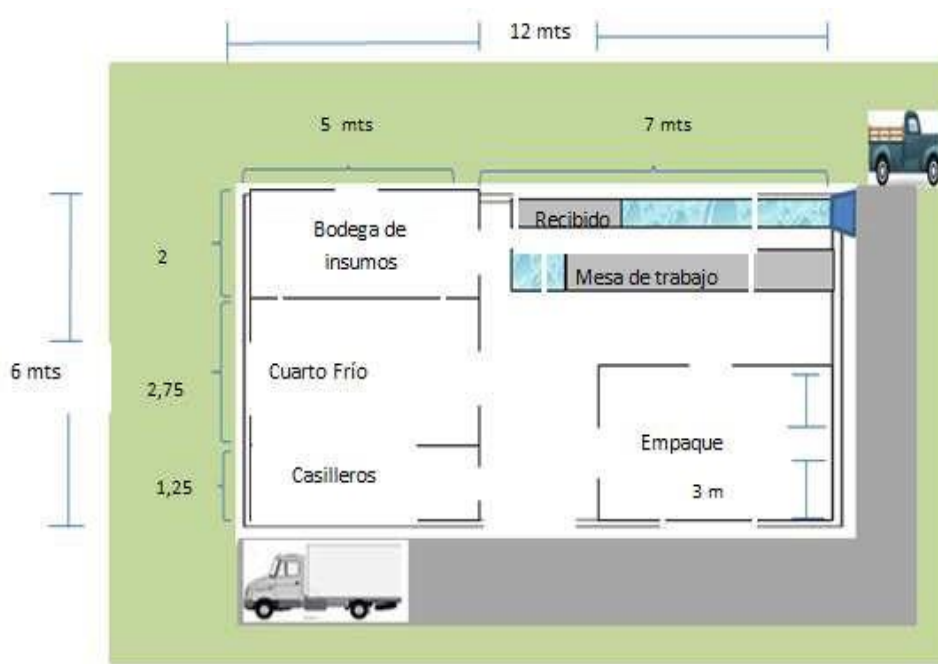 12 mts
5 mts
7 mts
Recibido
Bodega de
insumos
2
Mesa de trabajo
6 mts
Cuarto Frío
2,75
Empaque
Casilleros
1,25
3 m